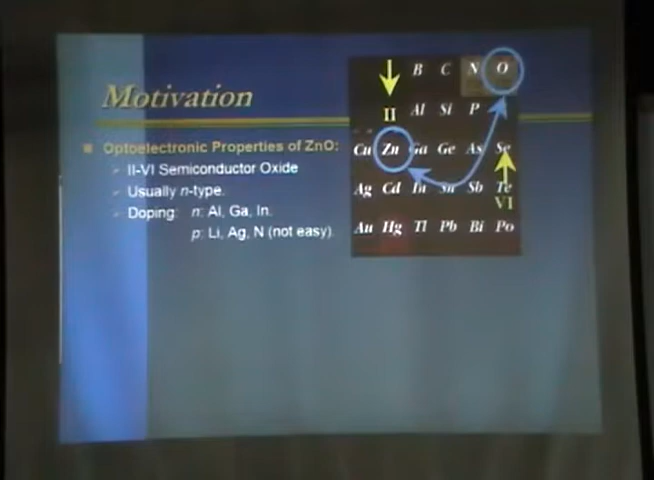 Motivation
Optoelectronic Properties of ZnO:
II-VI Semiconductor Oxide
Usually n-type.
Doping: n: Al, Ga, In.
p: Li, Ag, N (not easy).
B C N O
II Al Si P
Cu Zn Ga Ge As Se
Ag Cd In Sn Sb Te
VI
Au Hg Tl Pb Bi Po